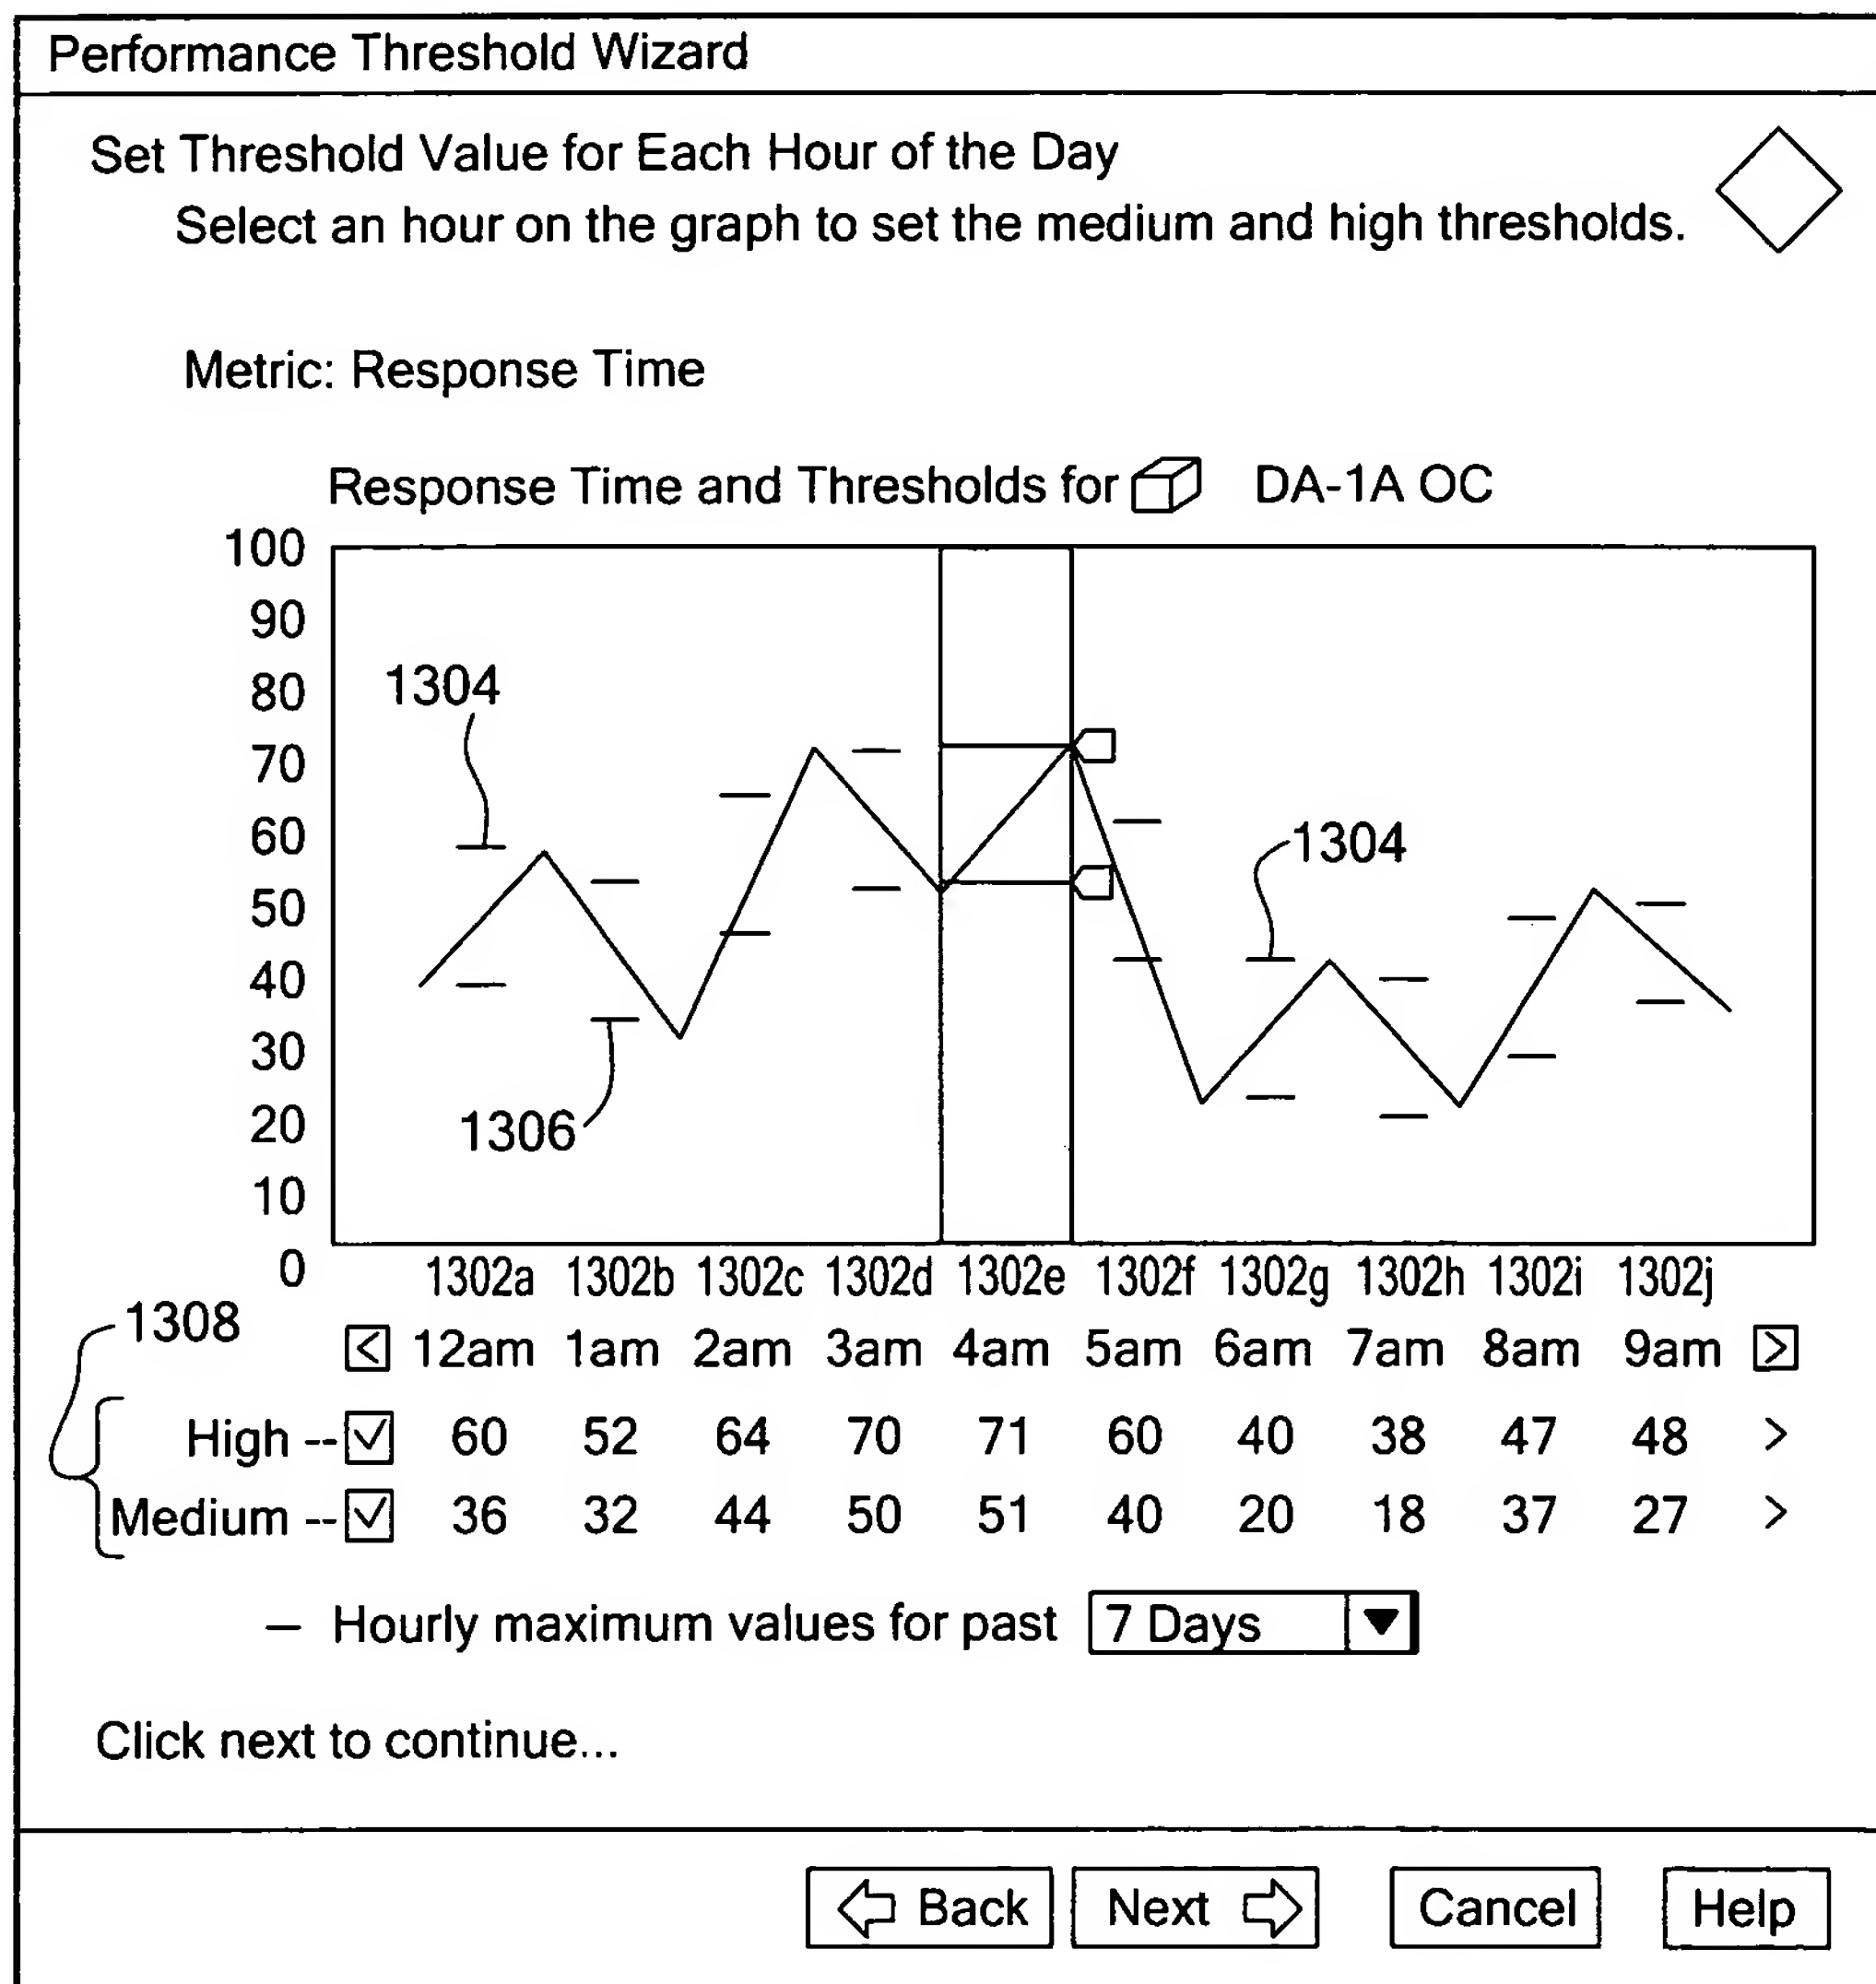 Performance Threshold Wizard
Set Threshold Value for Each Hour of the Day
Select an hour on the graph to set the medium and high thresholds.
Metric: Response Time
Response Time and Thresholds for DA-1A OC
100
90
80
70
60
50
40
30
20
10
0
1304
1304
1306
1302a 1302b 1302c 1302d 1302e 1302f 1302g 1302h 1302i 1302j
1308
< 12am 1am 2am 3am 4am 5am 6am 7am 8am 9am >
High -- 60 52 64 70 71 60 40 38 47 48 >
Medium -- 36 32 44 50 51 40 20 18 37 27 >
— Hourly maximum values for past 7 Days
Click next to continue...
Back Next Cancel Help